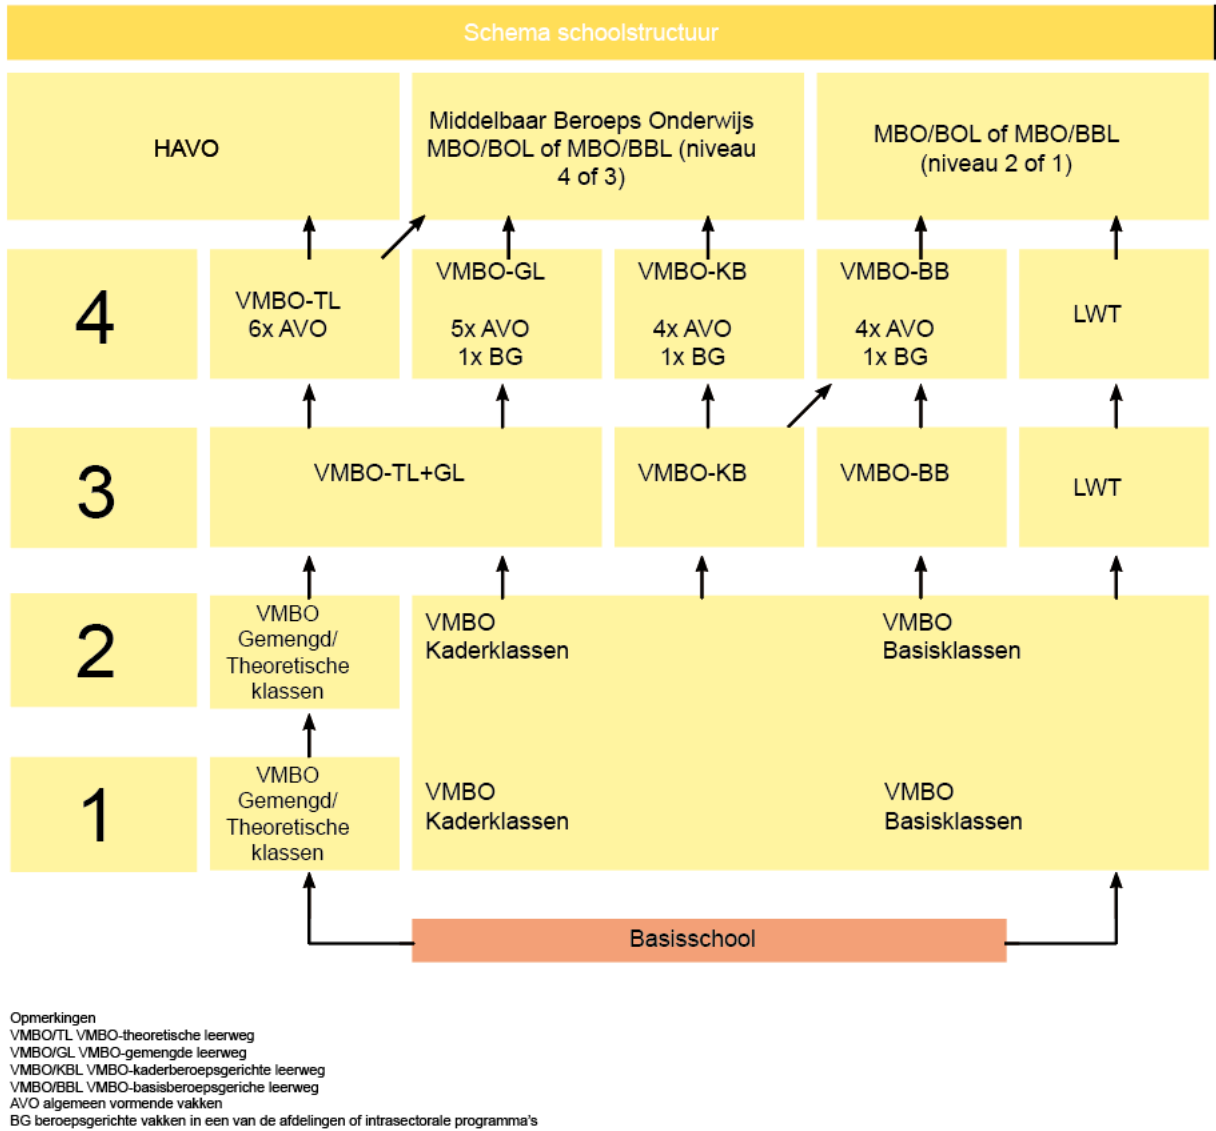 Schema schoolstructuur
HAVO
Middelbaar Beroeps Onderwijs
MBO/BOL of MBO/BBL (niveau
4 of 3)
MBO/BOL of MBO/BBL
(niveau 2 of 1)
4
VMBO-TL
6x AVO
VMBO-GL
5x AVO
1x BG
VMBO-KB
4x AVO
1x BG
VMBO-BB
4x AVO
1x BG
LWT
3
VMBO-TL+GL
VMBO-KB
VMBO-BB
LWT
2
VMBO
Gemengd/
Theoretische
klassen
VMBO
Kaderklassen
VMBO
Basisklassen
1
VMBO
Gemengd/
Theoretische
klassen
VMBO
Kaderklassen
VMBO
Basisklassen
Basisschool
Opmerkingen
VMBO/TL VMBO-theoretische leerweg
VMBO/GL VMBO-gemengde leerweg
VMBO/KBL VMBO-kaderberoepsgerichte leerweg
VMBO/BBL VMBO-basisberoepsgeriche leerweg
AVO algemeen vormende vakken
BG beroepsgerichte vakken in een van de afdelingen of intrasectorale programma's